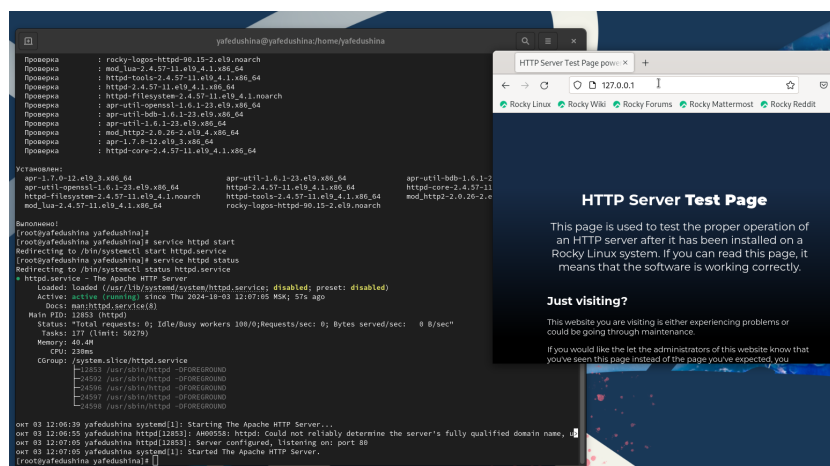 yafedushina@yafedushina:/home/yafedushina
Проверка : rocky-logos-httpd-90.15-2.el9.noarch
Проверка : mod_lua-2.4.57-11.el9_4.1.x86_64
Проверка : httpd-tools-2.4.57-11.el9_4.1.x86_64
Проверка : httpd-2.4.57-11.el9_4.1.x86_64
Проверка : httpd-filesystem-2.4.57-11.el9_4.1.noarch
Проверка : apr-util-openssl-1.6.1-23.el9.x86_64
Проверка : apr-util-bdb-1.6.1-23.el9.x86_64
Проверка : apr-util-1.6.1-23.el9.x86_64
Проверка : mod_http2-2.0.26-2.el9_4.x86_64
Проверка : apr-1.7.0-12.el9_3.x86_64
Проверка : httpd-core-2.4.57-11.el9_4.1.x86_64
Установлен:
apr-1.7.0-12.el9_3.x86_64 apr-util-1.6.1-23.el9.x86_64 apr-util-bdb-1.6.1-2
apr-util-openssl-1.6.1-23.el9.x86_64 httpd-2.4.57-11.el9_4.1.x86_64 httpd-core-2.4.57-11
httpd-filesystem-2.4.57-11.el9_4.1.noarch httpd-tools-2.4.57-11.el9_4.1.x86_64 mod_http2-2.0.26-2.e
mod_lua-2.4.57-11.el9_4.1.x86_64 rocky-logos-httpd-90.15-2.el9.noarch
Выполнено!
[root@yafedushina yafedushina]#
[root@yafedushina yafedushina]# service httpd start
Redirecting to /bin/systemctl start httpd.service
[root@yafedushina yafedushina]# service httpd status
Redirecting to /bin/systemctl status httpd.service
● httpd.service - The Apache HTTP Server
Loaded: loaded (/usr/lib/systemd/system/httpd.service; disabled; preset: disabled)
Active: active (running) since Thu 2024-10-03 12:07:05 MSK; 57s ago
Docs: man:httpd.service(8)
Main PID: 12853 (httpd)
Status: "Total requests: 0; Idle/Busy workers 100/0;Requests/sec: 0; Bytes served/sec: 0 B/sec"
Tasks: 177 (limit: 50279)
Memory: 40.4M
CPU: 230ms
CGroup: /system.slice/httpd.service
├─12853 /usr/sbin/httpd -DFOREGROUND
├─24592 /usr/sbin/httpd -DFOREGROUND
├─24596 /usr/sbin/httpd -DFOREGROUND
├─24597 /usr/sbin/httpd -DFOREGROUND
└─24598 /usr/sbin/httpd -DFOREGROUND
окт 03 12:06:39 yafedushina systemd[1]: Starting The Apache HTTP Server...
окт 03 12:06:55 yafedushina httpd[12853]: AH00558: httpd: Could not reliably determine the server's fully qualified domain name, u>
окт 03 12:07:05 yafedushina httpd[12853]: Server configured, listening on: port 80
окт 03 12:07:05 yafedushina systemd[1]: Started The Apache HTTP Server.
[root@yafedushina yafedushina]#
HTTP Server Test Page powe
127.0.0.1
Rocky Linux Rocky Wiki Rocky Forums Rocky Mattermost Rocky Reddit
HTTP Server Test Page
This page is used to test the proper operation of
an HTTP server after it has been installed on a
Rocky Linux system. If you can read this page, it
means that the software is working correctly.
Just visiting?
This website you are visiting is either experiencing problems or
could be going through maintenance.
If you would like the let the administrators of this website know that
you've seen this page instead of the page you've expected, you